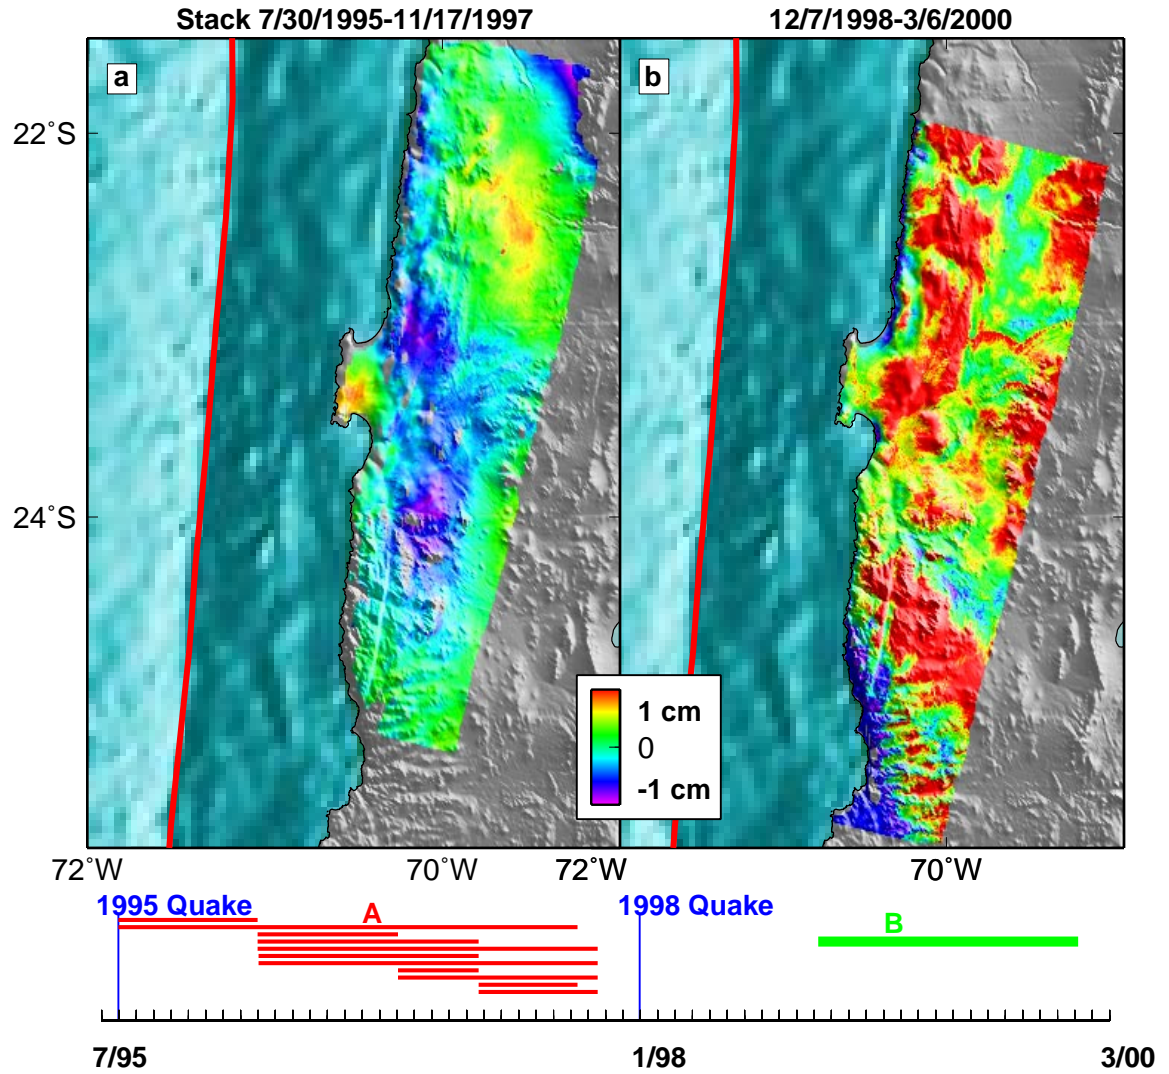 Stack 7/30/1995-11/17/1997
12/7/1998-3/6/2000
a
b
22˚S
24˚S
1 cm
0
-1 cm
72˚W
70˚W
72˚W
70˚W
1995 Quake
A
1998 Quake
B
7/95
1/98
3/00